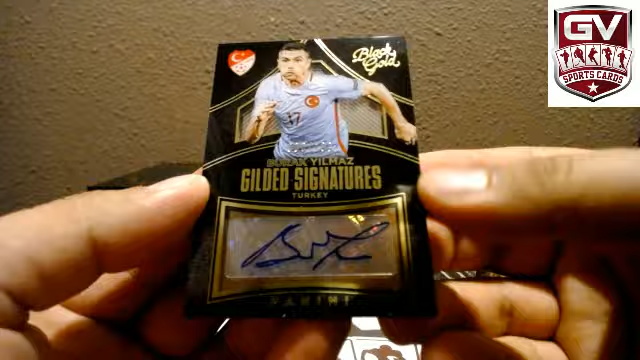 Black
Gold
17
BURAK YILMAZ
GILDED SIGNATURES
TURKEY
PANINI
GV
SPORTS CARDS